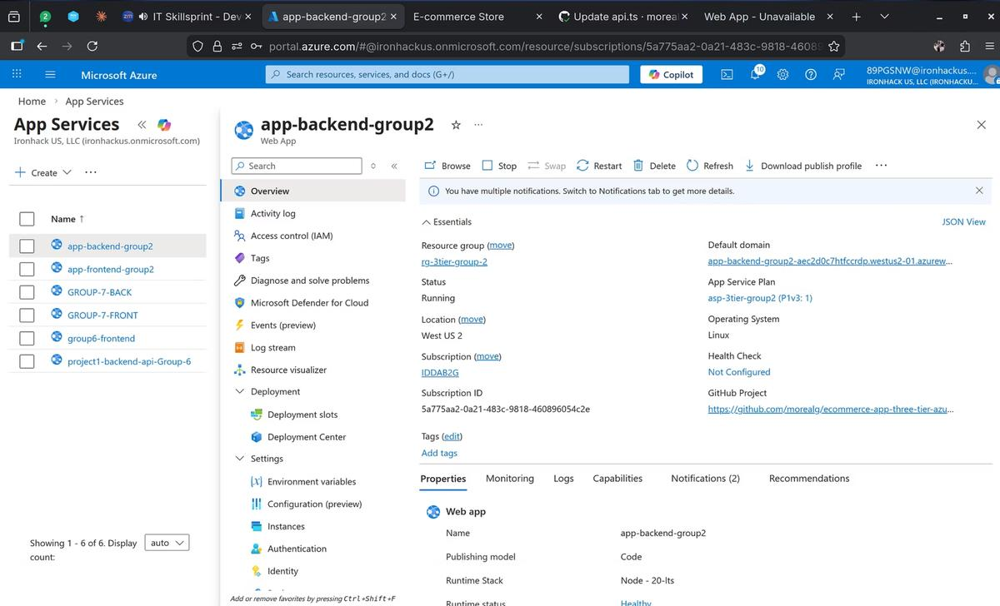 2
zm
IT Skillsprint - Dev
app-backend-group2
E-commerce Store
Update api.ts · moreal
Web App - Unavailable
portal.azure.com/#@ironhackus.onmicrosoft.com/resource/subscriptions/5a775aa2-0a21-483c-9818-46089
Microsoft Azure
Search resources, services, and docs (G+/)
Copilot
10
89PGSNW@ironhackus....
IRONHACK US, LLC (IRONHACKU...
Home > App Services
App Services
Ironhack US, LLC (ironhackus.onmicrosoft.com)
+ Create
...
Name ↑
app-backend-group2
app-frontend-group2
GROUP-7-BACK
GROUP-7-FRONT
group6-frontend
project1-backend-api-Group-6
Showing 1 - 6 of 6. Display
count:
auto
app-backend-group2
...
Web App
Search
Overview
Activity log
Access control (IAM)
Tags
Diagnose and solve problems
Microsoft Defender for Cloud
Events (preview)
Log stream
Resource visualizer
Deployment
Deployment slots
Deployment Center
Settings
Environment variables
Configuration (preview)
Instances
Authentication
Identity
Add or remove favorites by pressing Ctrl+Shift+F
Browse
Stop
Swap
Restart
Delete
Refresh
Download publish profile
...
You have multiple notifications. Switch to Notifications tab to get more details.
Essentials
JSON View
Resource group (move)
rg-3tier-group-2
Status
Running
Location (move)
West US 2
Subscription (move)
IDDAB2G
Subscription ID
5a775aa2-0a21-483c-9818-460896054c2e
Tags (edit)
Add tags
Default domain
app-backend-group2-aec2d0c7htfccrdp.westus2-01.azurew...
App Service Plan
asp-3tier-group2 (P1v3: 1)
Operating System
Linux
Health Check
Not Configured
GitHub Project
https://github.com/morealg/ecommerce-app-three-tier-azu...
Properties
Monitoring
Logs
Capabilities
Notifications (2)
Recommendations
Web app
Name
app-backend-group2
Publishing model
Code
Runtime Stack
Node - 20-lts
Runtime status
Healthy